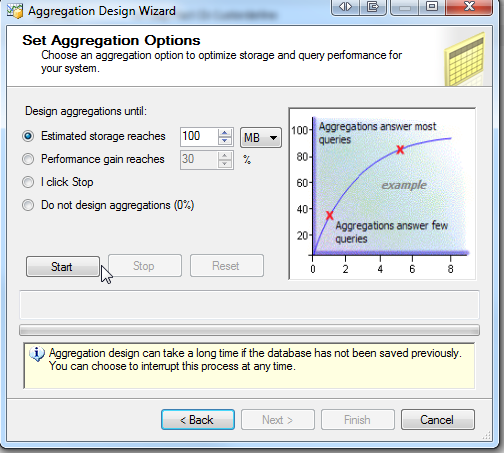 Aggregation Design Wizard
Set Aggregation Options
Choose an aggregation option to optimize storage and query performance for
your system.
Design aggregations until:
Estimated storage reaches 100 MB
Performance gain reaches 30 %
I click Stop
Do not design aggregations (0%)
Start Stop Reset
100
80
60
40
20
0 2 4 6 8
Aggregations answer most
queries
example
Aggregations answer few
queries
Aggregation design can take a long time if the database has not been saved previously.
You can choose to interrupt this process at any time.
< Back Next > Finish Cancel